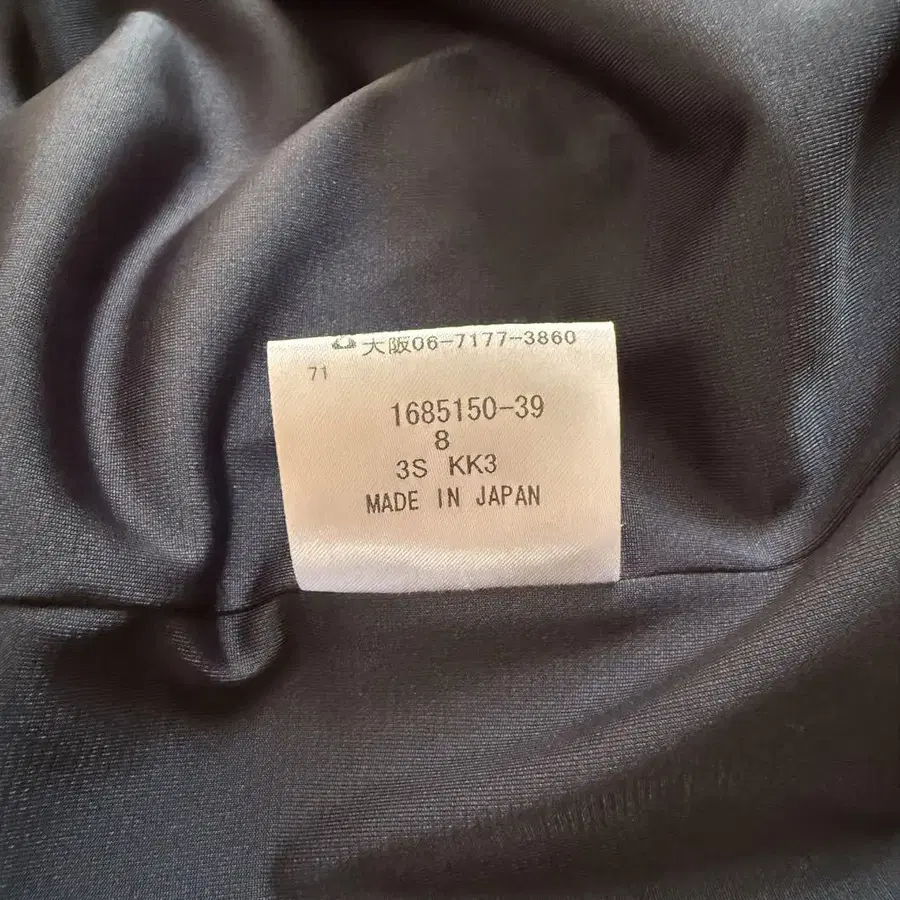 大阪06-7177-3860
71
1685150-39
8
3S KK3
MADE IN JAPAN